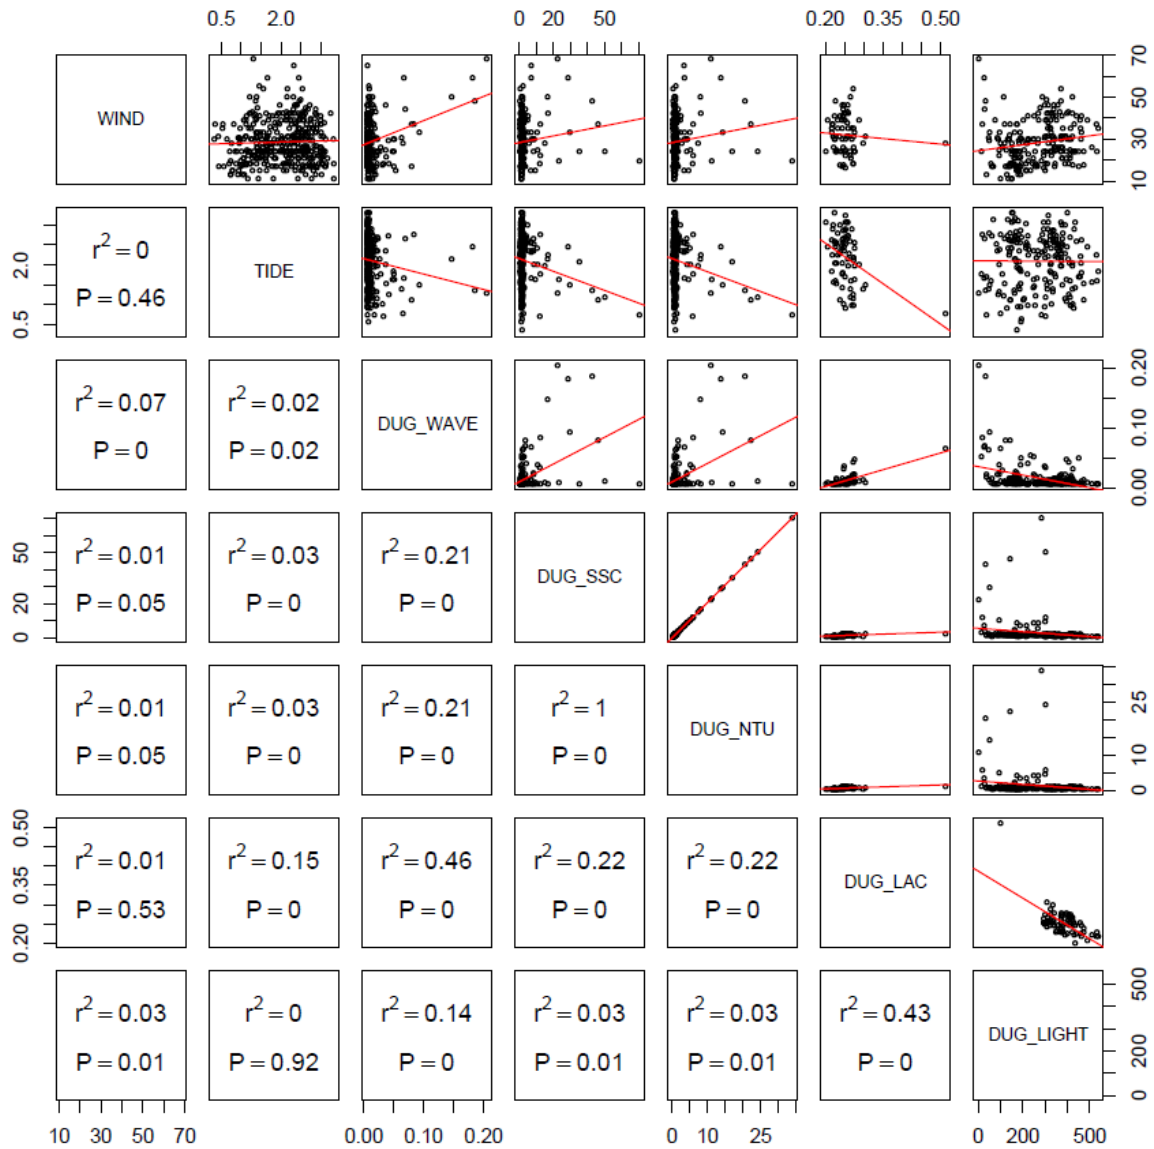 0.5 2.0 0 20 50 0.20 0.35 0.50
WIND 10 30 50 70
0.5 2.0 r² = 0 TIDE
P = 0.46
r² = 0.07 r² = 0.02 DUG_WAVE 0.00 0.10 0.20
P = 0 P = 0.02
0 20 50 r² = 0.01 r² = 0.03 r² = 0.21 DUG_SSC
P = 0.05 P = 0 P = 0
r² = 0.01 r² = 0.03 r² = 0.21 r² = 1 DUG_NTU 0 10 25
P = 0.05 P = 0 P = 0 P = 0
0.20 0.35 0.50 r² = 0.01 r² = 0.15 r² = 0.46 r² = 0.22 r² = 0.22 DUG_LAC
P = 0.53 P = 0 P = 0 P = 0 P = 0
r² = 0.03 r² = 0 r² = 0.14 r² = 0.03 r² = 0.03 r² = 0.43 DUG_LIGHT 0 200 500
P = 0.01 P = 0.92 P = 0 P = 0.01 P = 0.01 P = 0
10 30 50 70 0.00 0.10 0.20 0 10 25 0 200 500